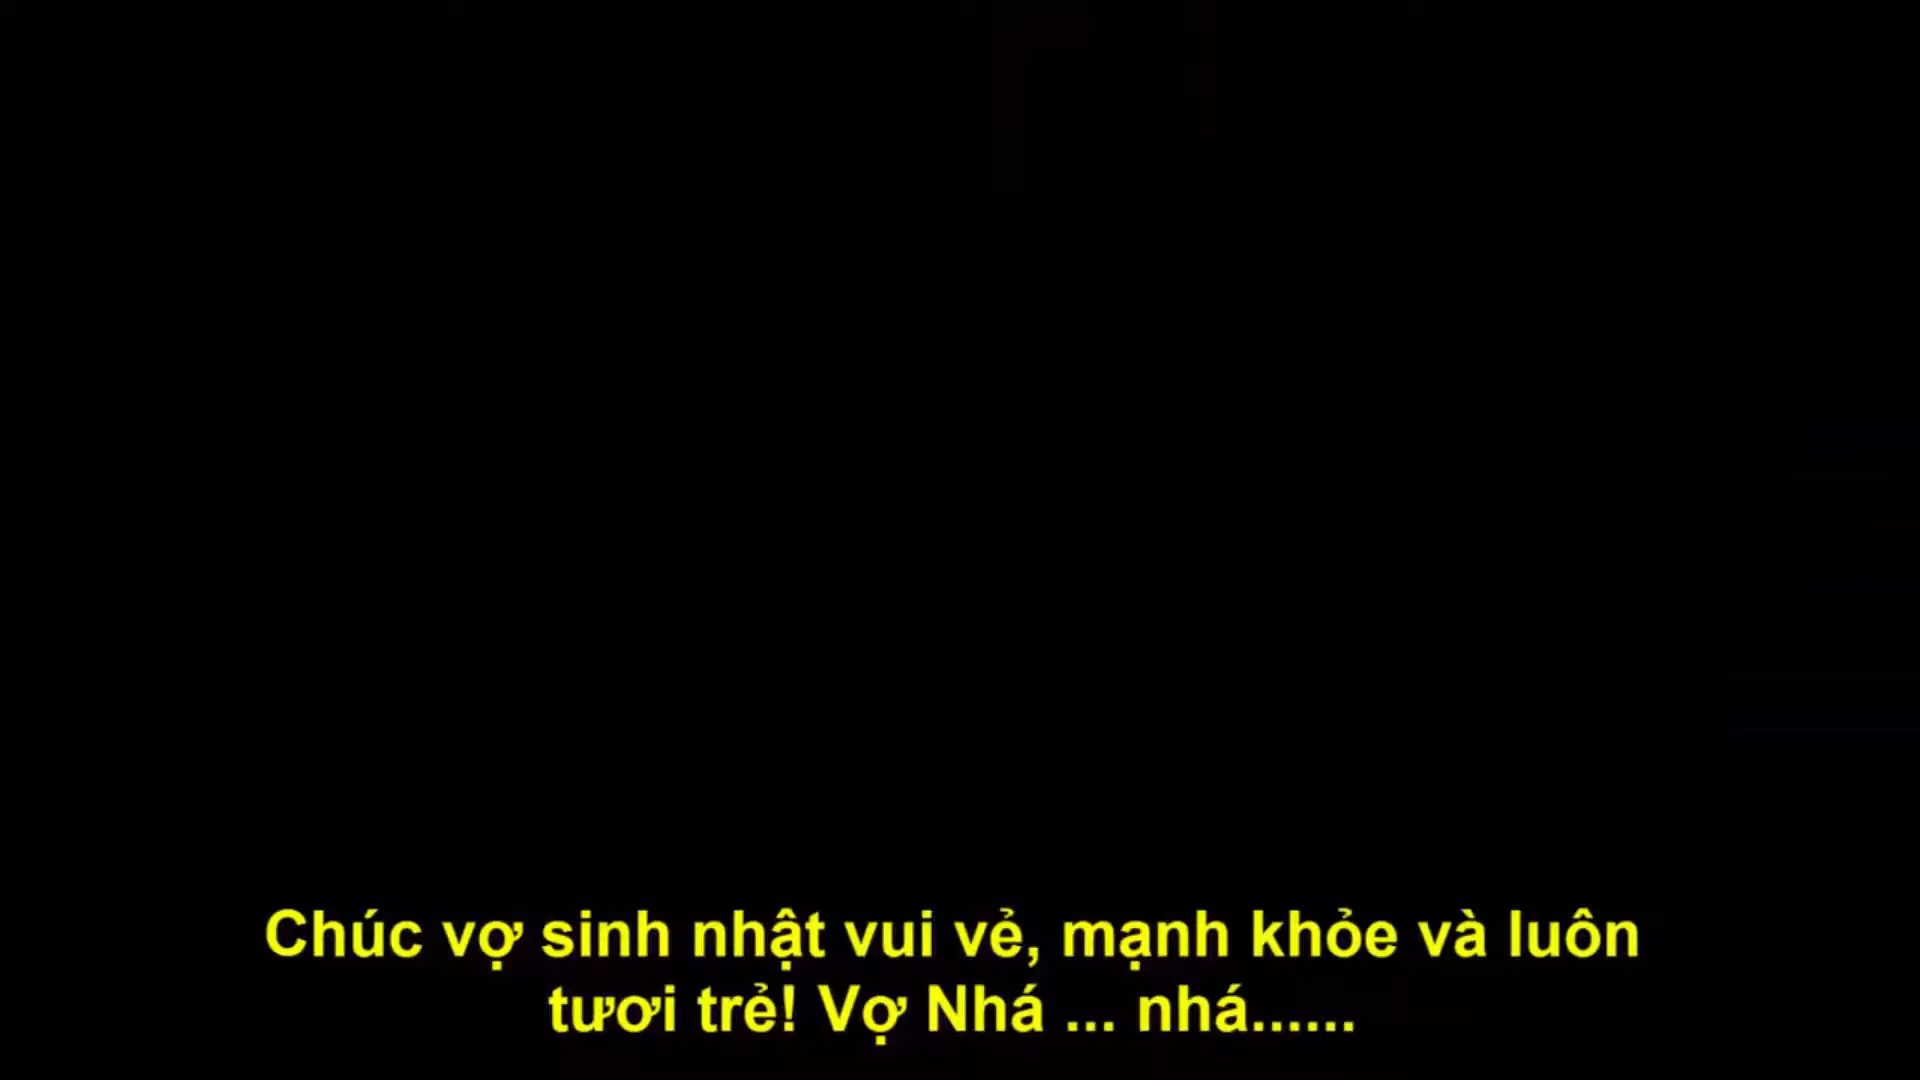 Chúc vợ sinh nhật vui vẻ, mạnh khỏe và luôn
tươi trẻ! Vợ Nhá ... nhá......